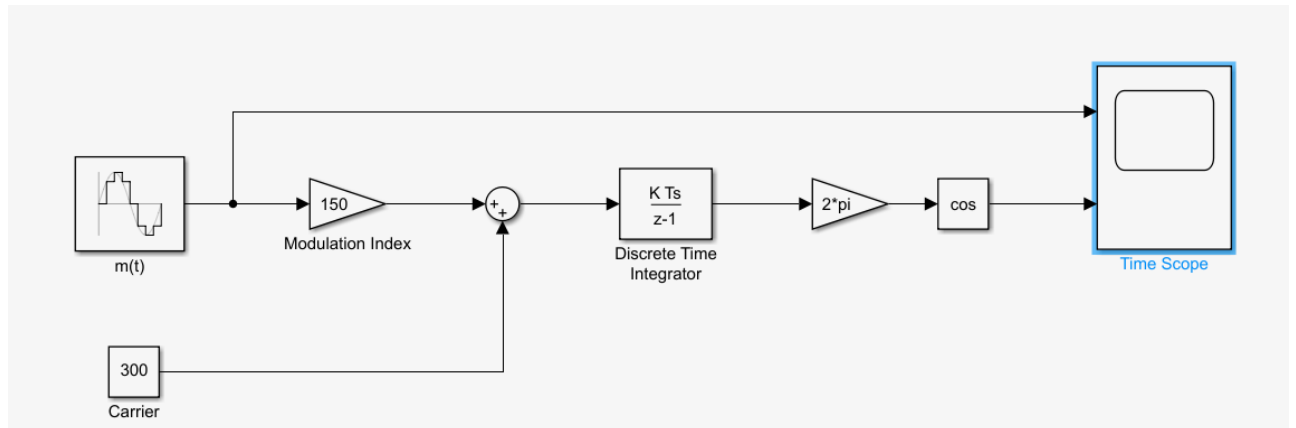 150
Modulation Index
m(t)
+
+
K Ts
z-1
Discrete Time
Integrator
2*pi
cos
Time Scope
300
Carrier